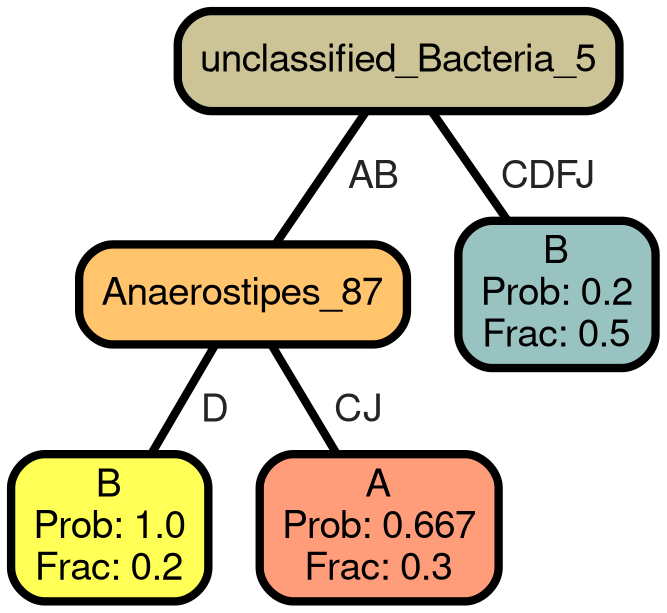 unclassified_Bacteria_5
AB
CDFJ
B
Prob: 0.2
Frac: 0.5
Anaerostipes_87
D
CJ
B
Prob: 1.0
Frac: 0.2
A
Prob: 0.667
Frac: 0.3